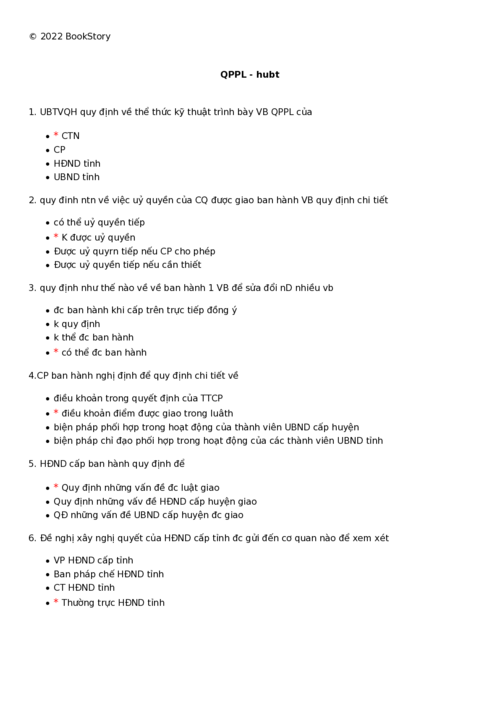 © 2022 BookStory
QPPL - hubt
1. UBTVQH quy định về thể thức kỹ thuật trình bày VB QPPL của
• * CTN
• CP
• HĐND tỉnh
• UBND tỉnh
2. quy đinh ntn về việc uỷ quyền của CQ được giao ban hành VB quy định chi tiết
• có thể uỷ quyền tiếp
• * K được uỷ quyền
• Được uỷ quyrn tiếp nếu CP cho phép
• Được uỷ quyền tiếp nếu cần thiết
3. quy định như thế nào về về ban hành 1 VB để sửa đổi nD nhiều vb
• đc ban hành khi cấp trên trực tiếp đồng ý
• k quy định
• k thể đc ban hành
• * có thể đc ban hành
4.CP ban hành nghị định để quy định chi tiết về
• điều khoản trong quyết định của TTCP
• * điều khoản điểm được giao trong luâth
• biện pháp phối hợp trong hoạt động của thành viên UBND cấp huyện
• biện pháp chỉ đạo phối hợp trong hoạt động của các thành viên UBND tỉnh
5. HĐND cấp ban hành quy định để
• * Quy định những vấn đề đc luật giao
• Quy định những vấv đề HĐND cấp huyện giao
• QĐ những vấn đề UBND cấp huyện đc giao
6. Đề nghị xây nghị quyết của HĐND cấp tỉnh đc gửi đến cơ quan nào để xem xét
• VP HĐND cấp tỉnh
• Ban pháp chế HĐND tỉnh
• CT HĐND tỉnh
• * Thường trực HĐND tỉnh